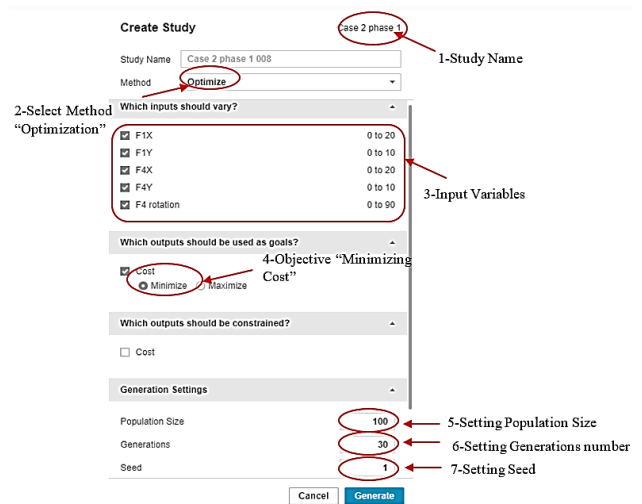 Create Study
Case 2 phase 1
1-Study Name
Study Name Case 2 phase 1 008
Method Optimize
2-Select Method
“Optimization”
Which inputs should vary?
F1X 0 to 20
F1Y 0 to 10
F4X 0 to 20
F4Y 0 to 10
F4 rotation 0 to 90
3-Input Variables
Which outputs should be used as goals?
4-Objective “Minimizing
Cost”
Cost
Minimize Maximize
Which outputs should be constrained?
Cost
Generation Settings
Population Size 100
5-Setting Population Size
Generations 30
6-Setting Generations number
Seed 1
7-Setting Seed
Cancel Generate